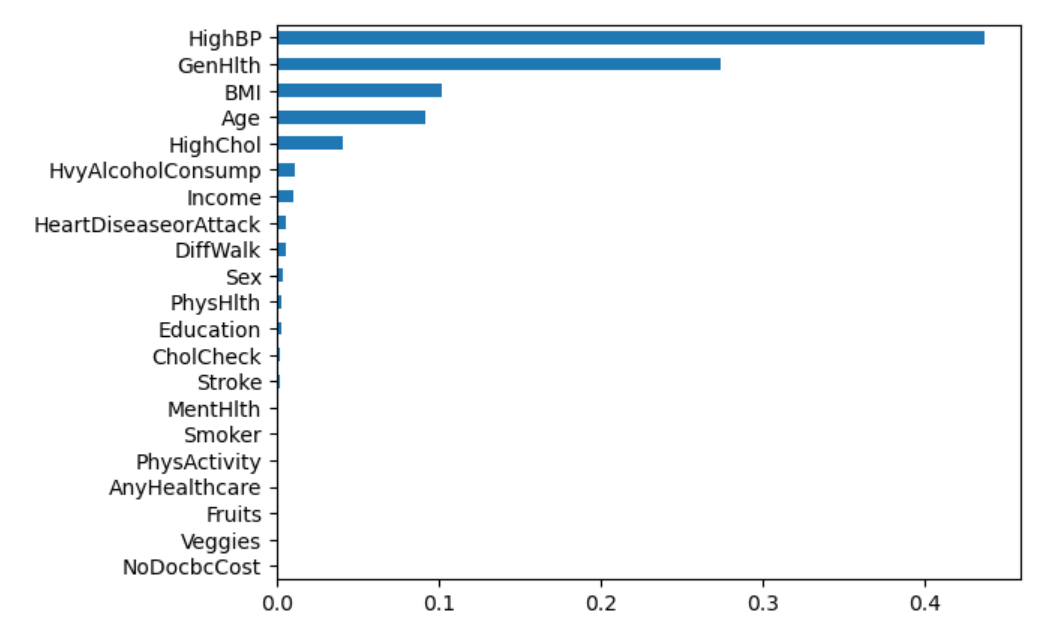 HighBP
GenHlth
BMI
Age
HighChol
HvyAlcoholConsump
Income
HeartDiseaseorAttack
DiffWalk
Sex
PhysHlth
Education
CholCheck
Stroke
MentHlth
Smoker
PhysActivity
AnyHealthcare
Fruits
Veggies
NoDocbcCost
0.0 0.1 0.2 0.3 0.4